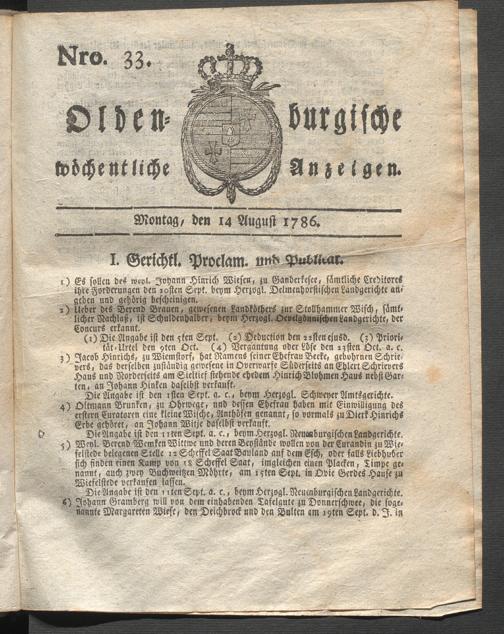 Nro. 33.
Olden- burgische
wöchentliche Anzeigen.
Montag, den 14 August 1786.
I. Gerichtl. Proclam. und Publicat.
1) Es sollen des weyl. Johann Hinrich Wiesen, zu Ganderkesee, sämtliche Creditores
ihre Forderungen den 20sten Sept. beym Herzogl. Delmenhorstischen Landgerichte an-
geben und gehörig bescheinigen.
2) Ueber des Berend Brauen, gewesenen Landköthers zur Stollhammer Wisch, sämt-
licher Nachlaß, ist Schuldenhalber, beym Herzogl. Ovelgönnischen Landgerichte, der
Concurs erkannt.
(1) Die Angabe ist den 5ten Sept. (2) Deduction den 22sten ejusd. (3) Priori-
tät-Urtel den 9ten Oct. (4) Vergantung oder Löse den 23sten Oct. a. c.
3) Jacob Hinrichs, zu Wiemstorf, hat Namens seiner Ehefrau Becke, gebohrnen Schrie-
vers, das derselben zuständig gewesene in Overwarfe Süderseits an Ehlert Schrievers
Haus und Norderseits am Sieltief stehende ehedem Hinrich Blohmen Haus nebst Gar-
ten, an Johann Hinken daselbst verkauft.
Die Angabe ist den 11sten Sept. a. c., beym Herzogl. Schweyer Amtsgerichte.
4) Oltmann Brunken, zu Ohrwege, und dessen Ehefrau haben mit Einwilligung des
erstern Curatoren eine kleine Wische, Anthöfen genannt, so vormals zu Dierk Hinrichs
Erbe gehöret, an Johann Witje daselbst verkauft.
Die Angabe ist den 11ten Sept. a. c., beym Herzogl. Neuenburgischen Landgerichte.
5) Weyl. Berend Wemken Wittwe und deren Beystände wollen von der Curandin zu Wie-
felstede belegenen Stelle 12 Scheffel Saat Bauland auf dem Esch, oder falls Liebhaber
sich finden einen Kamp von 18 Scheffel Saat, imgleichen einen Placken, Timpe ge-
nannt, auch zwey Buchweitzen Möhrte, am 15ten Sept. in Ovie Gerdes Hause zu
Wiefelstede verkaufen lassen.
Die Angabe ist den 11ten Sept. a. c., beym Herzogl. Neuenburgischen Landgerichte.
6) Johann Gramberg will von dem einhabenden Tafelgute zu Donnerschwee, die soge-
nannte Margareten Wiese, den Deichbrock und den Bulten am 19ten Sept. d. J. in